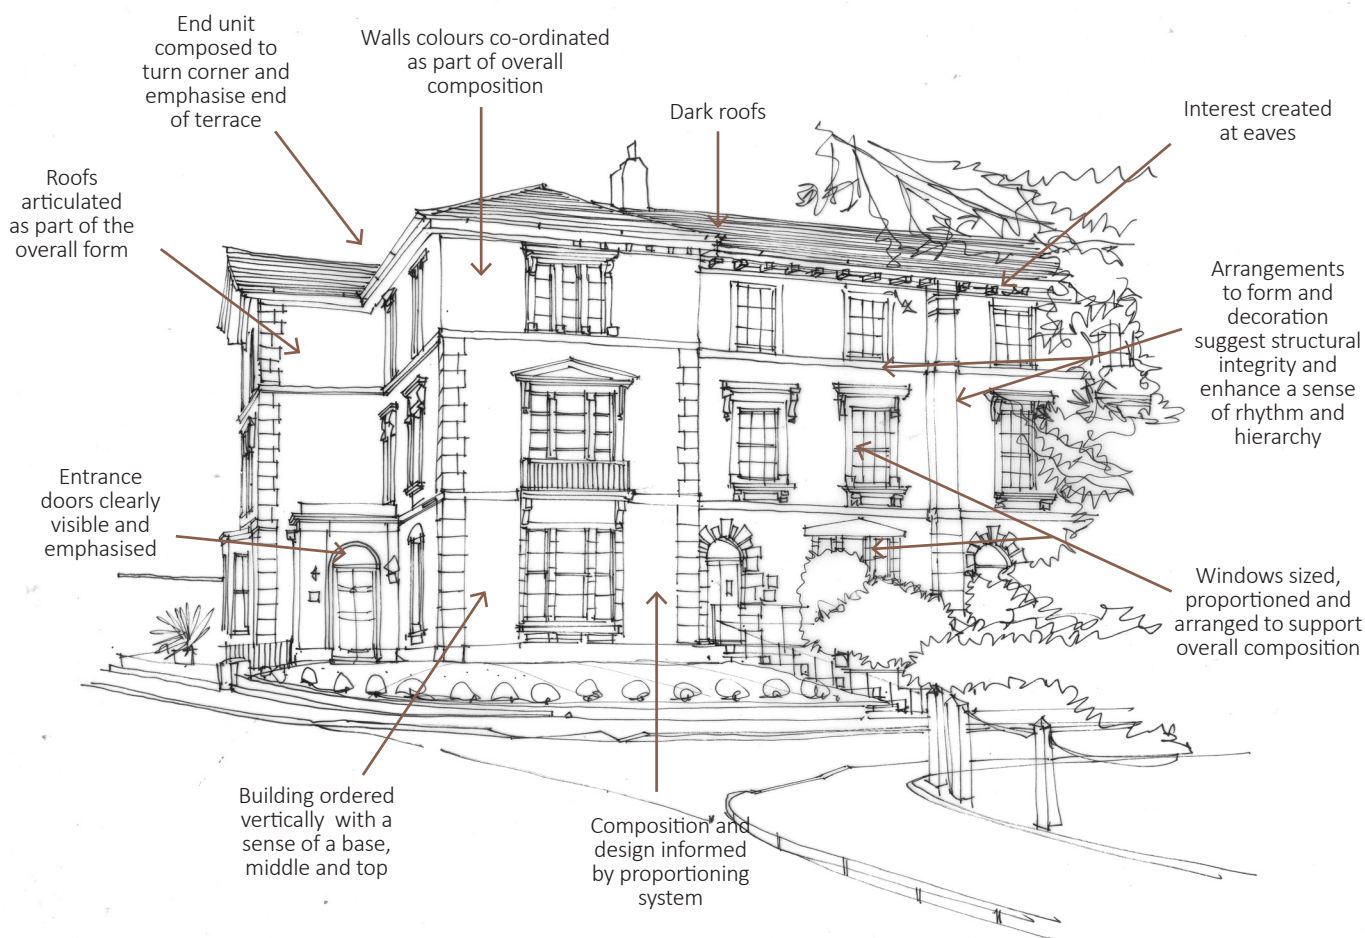 End unit
composed to
turn corner and
emphasise end
of terrace
Walls colours co-ordinated
as part of overall
composition
Dark roofs
Interest created
at eaves
Roofs
articulated
as part of the
overall form
Arrangements
to form and
decoration
suggest structural
integrity and
enhance a sense
of rhythm and
hierarchy
Entrance
doors clearly
visible and
emphasised
Windows sized,
proportioned and
arranged to support
overall composition
Building ordered
vertically with a
sense of a base,
middle and top
Composition and
design informed
by proportioning
system